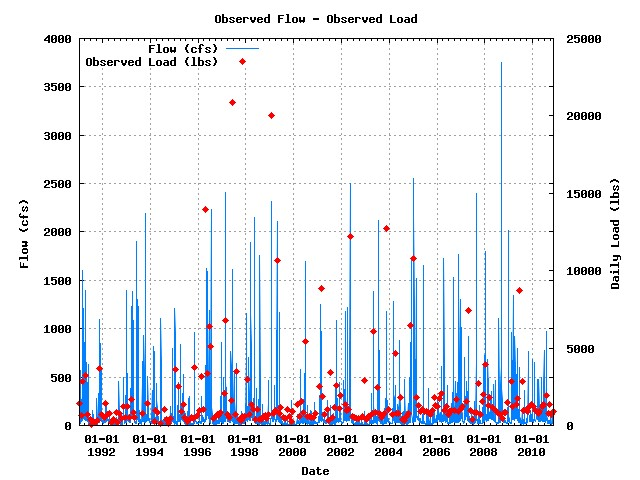 Observed Flow - Observed Load
Flow (cfs)
Observed Load (lbs)
4000
3500
3000
2500
2000
1500
1000
500
0
Flow (cfs)
25000
20000
15000
10000
5000
0
Daily Load (lbs)
01-01 01-01 01-01 01-01 01-01 01-01 01-01 01-01 01-01 01-01
1992 1994 1996 1998 2000 2002 2004 2006 2008 2010
Date